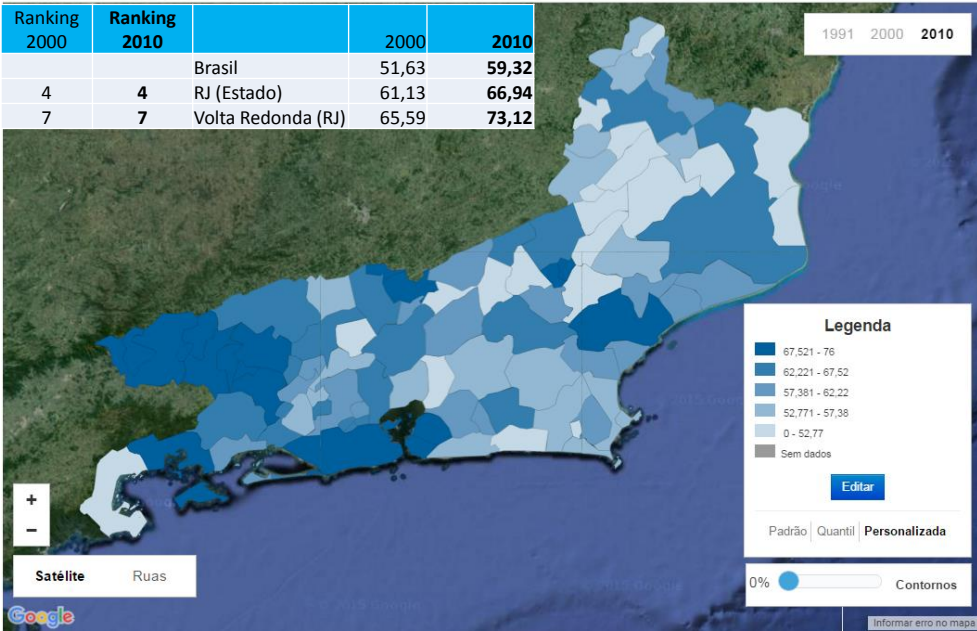 Ranking 2000 Ranking 2010 2000 2010
Brasil 51,63 59,32
4 4 RJ (Estado) 61,13 66,94
7 7 Volta Redonda (RJ) 65,59 73,12
1991 2000 2010
Legenda
67,521 - 76
62,221 - 67,52
57,381 - 62,22
52,771 - 57,38
0 - 52,77
Sem dados
Editar
Padrão Quantil Personalizada
0% Contornos
+
−
Satélite Ruas
Google
Informar erro no mapa